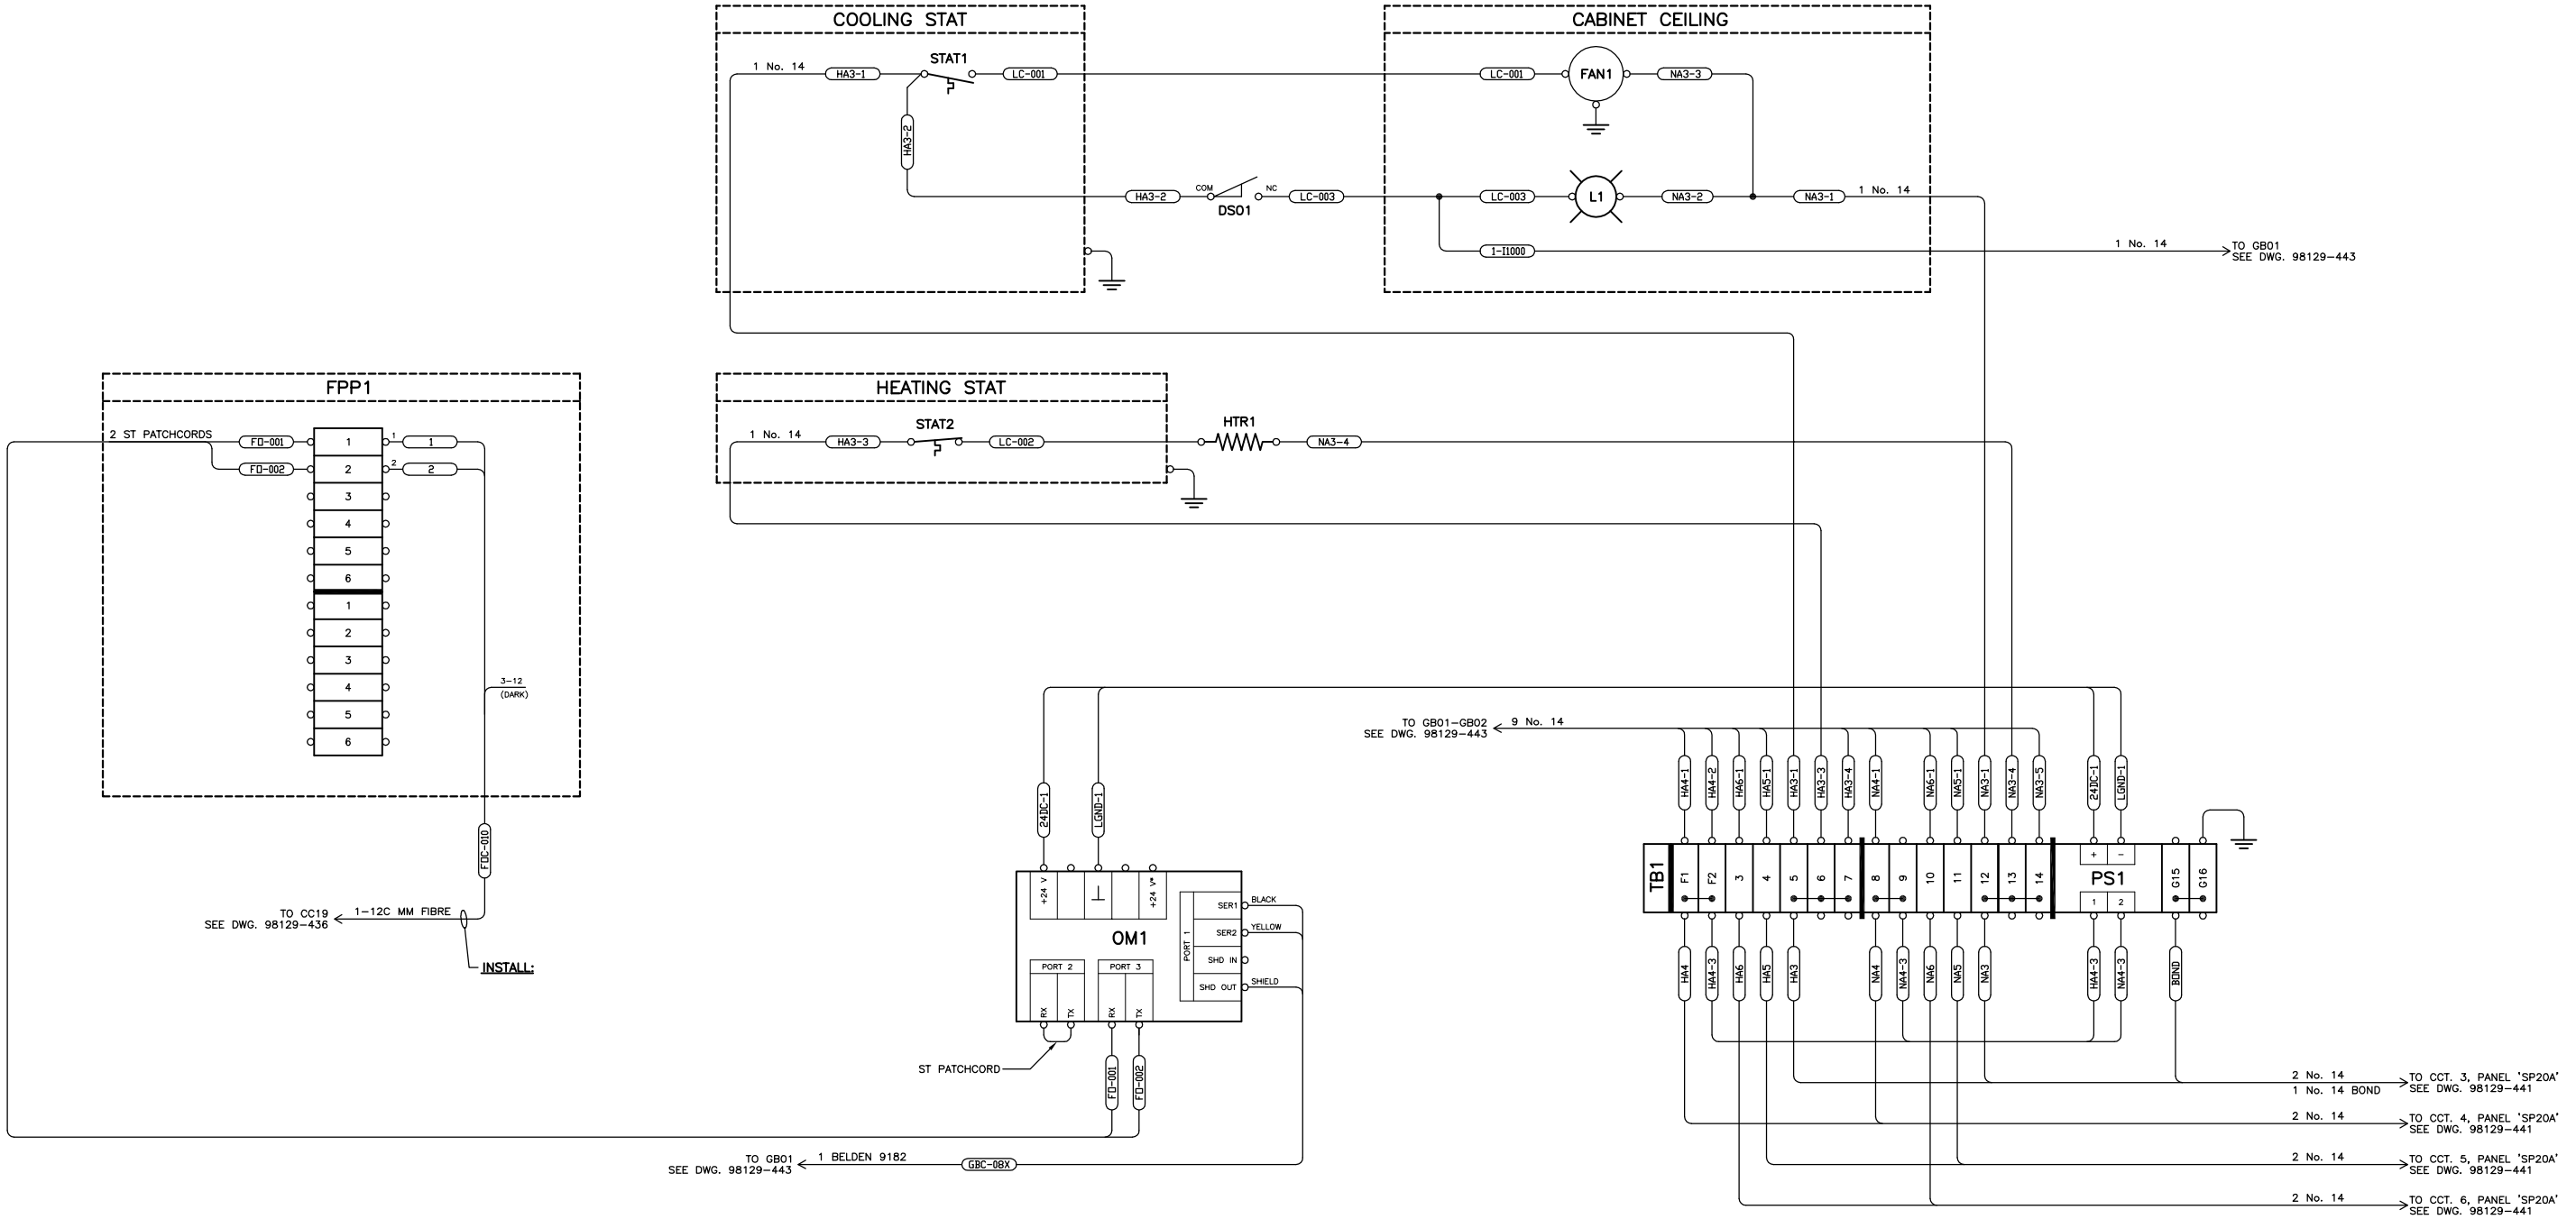 COOLING STAT
1 No. 14
HA3-1
STAT1
LC-001
HA3-2
HA3-2
COM
NC
DS01
LC-003
CABINET CEILING
LC-001
FAN1
NA3-3
LC-003
L1
NA3-2
NA3-1
1 No. 14
1-I1000
1 No. 14
TO GB01
SEE DWG. 98129-443
FPP1
2 ST PATCHCORDS
FO-001
1
1
1
FO-002
2
2
2
3
4
5
6
1
2
3
4
5
6
3-12
(DARK)
FOC-010
TO CC19
SEE DWG. 98129-436
1-12C MM FIBRE
INSTALL:
HEATING STAT
1 No. 14
HA3-3
STAT2
LC-002
HTR1
NA3-4
24DC-1
LGND-1
+24 V
+24 V*
OM1
PORT 1
SER1
BLACK
SER2
YELLOW
SHD IN
SHD OUT
SHIELD
PORT 2
PORT 3
RX
TX
RX
TX
ST PATCHCORD
FO-001
FO-002
TO GB01
SEE DWG. 98129-443
1 BELDEN 9182
GBC-08X
TO GB01-GB02
SEE DWG. 98129-443
9 No. 14
HA4-1
HA4-2
HA6-1
HA5-1
HA3-1
HA3-3
HA3-4
NA4-1
NA6-1
NA5-1
NA3-1
NA3-4
NA3-5
24DC-1
LGND-1
TB1
F1
F2
3
4
5
6
7
8
9
10
11
12
13
14
+
-
PS1
1
2
G15
G16
HA4
HA4-3
HA6
HA5
HA3
NA4
NA4-3
NA6
NA5
NA3
HA4-3
NA4-3
BOND
2 No. 14
1 No. 14 BOND
TO CCT. 3, PANEL 'SP20A'
SEE DWG. 98129-441
2 No. 14
TO CCT. 4, PANEL 'SP20A'
SEE DWG. 98129-441
2 No. 14
TO CCT. 5, PANEL 'SP20A'
SEE DWG. 98129-441
2 No. 14
TO CCT. 6, PANEL 'SP20A'
SEE DWG. 98129-441